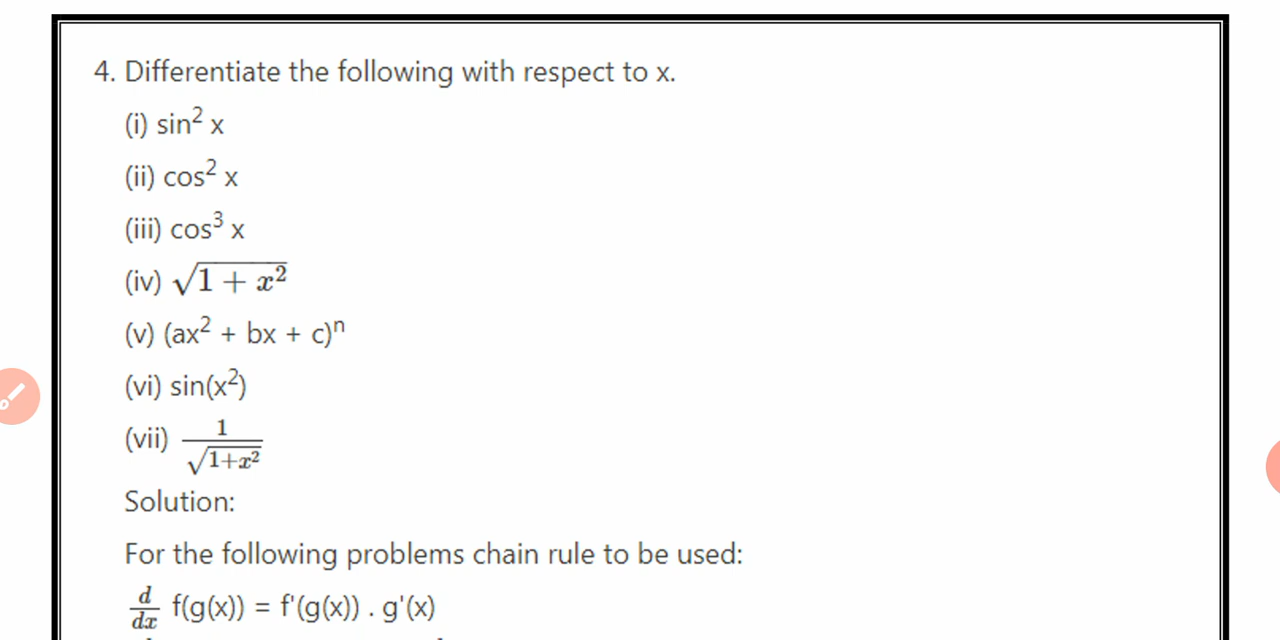 4. Differentiate the following with respect to x.
(i) sin² x
(ii) cos² x
(iii) cos³ x
(iv) √(1 + x²)
(v) (ax² + bx + c)ⁿ
(vi) sin(x²)
(vii) 1/√(1+x²)
Solution:
For the following problems chain rule to be used:
d/dx f(g(x)) = f'(g(x)) . g'(x)